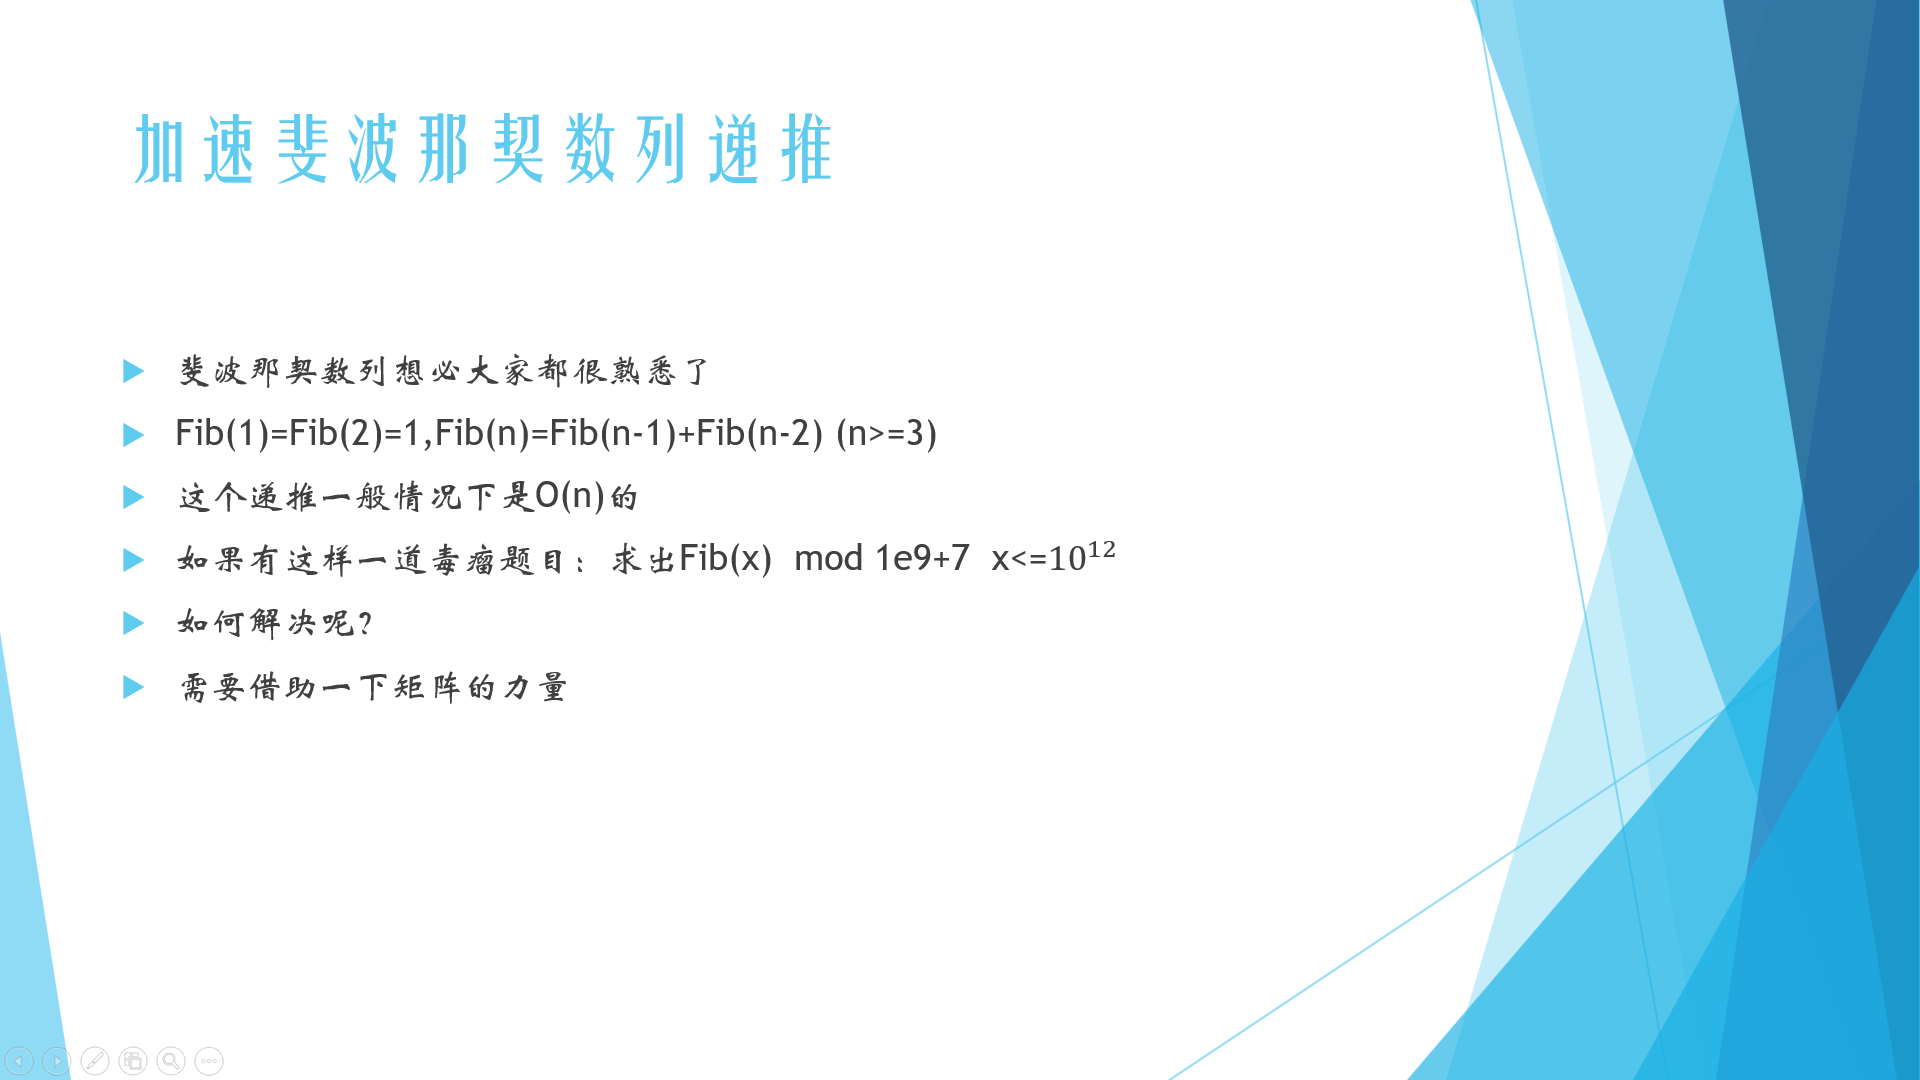 加速斐波那契数列递推
斐波那契数列想必大家都很熟悉了
Fib(1)=Fib(2)=1,Fib(n)=Fib(n-1)+Fib(n-2) (n>=3)
这个递推一般情况下是O(n)的
如果有这样一道毒瘤题目：求出Fib(x)  mod 1e9+7  x<=10¹²
如何解决呢？
需要借助一下矩阵的力量